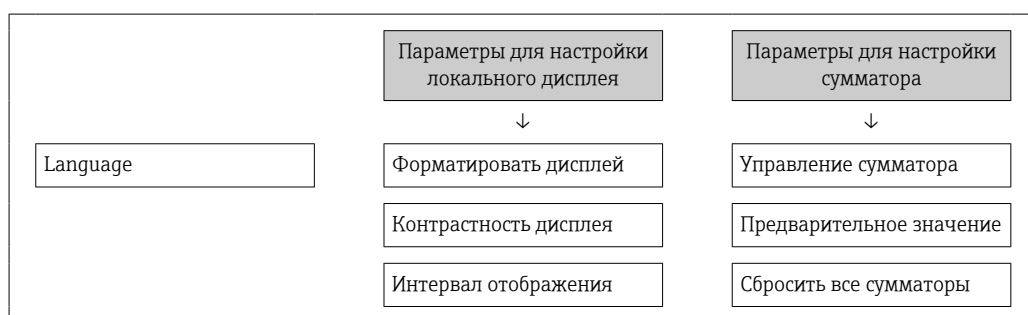 Параметры для настройки
локального дисплея
Параметры для настройки
сумматора
↓
↓
Language
Форматировать дисплей
Управление сумматора
Контрастность дисплея
Предварительное значение
Интервал отображения
Сбросить все сумматоры